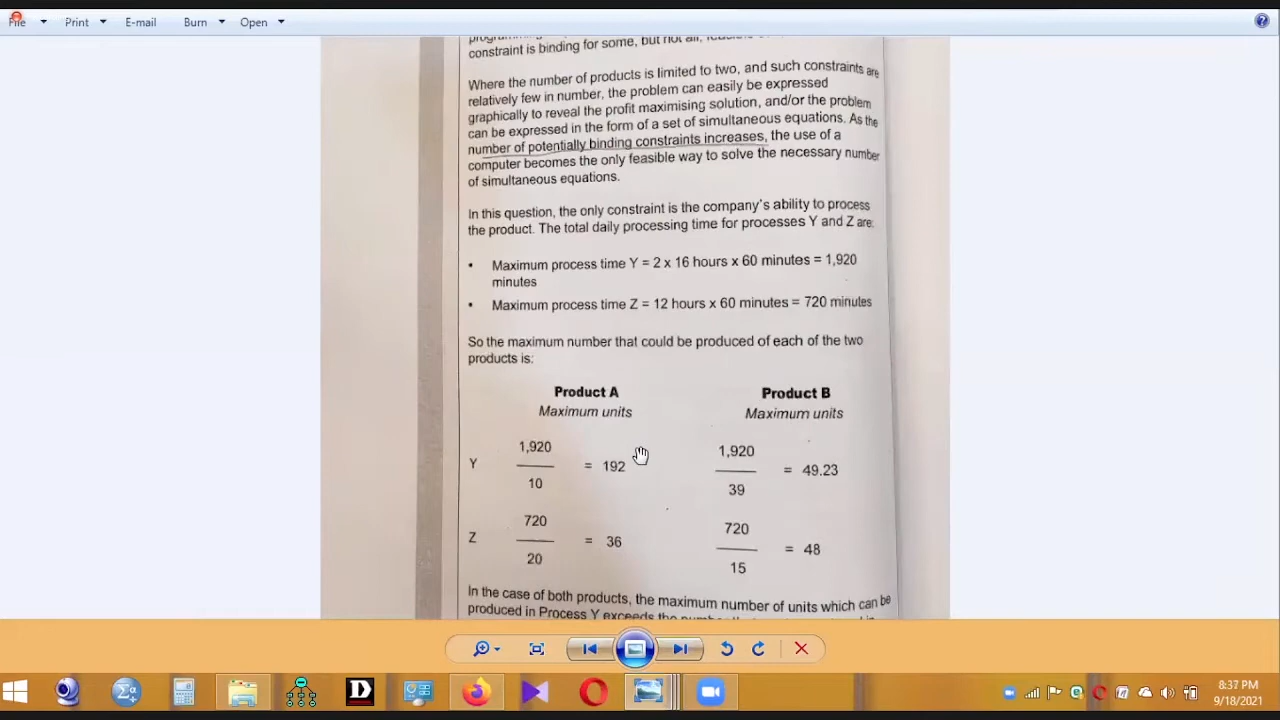 File Print E-mail Burn Open
constraint is binding for some, but not all,
Where the number of products is limited to two, and such constraints are
relatively few in number, the problem can easily be expressed
graphically to reveal the profit maximising solution, and/or the problem
can be expressed in the form of a set of simultaneous equations. As the
number of potentially binding constraints increases, the use of a
computer becomes the only feasible way to solve the necessary number
of simultaneous equations.
In this question, the only constraint is the company's ability to process
the product. The total daily processing time for processes Y and Z are:
• Maximum process time Y = 2 x 16 hours x 60 minutes = 1,920
minutes
• Maximum process time Z = 12 hours x 60 minutes = 720 minutes
So the maximum number that could be produced of each of the two
products is:
Product A Product B
Maximum units Maximum units
1,920 1,920
Y = 192 = 49.23
10 39
720 720
Z = 36 = 48
20 15
In the case of both products, the maximum number of units which can be
produced in Process Y exceeds the
8:37 PM
9/18/2021